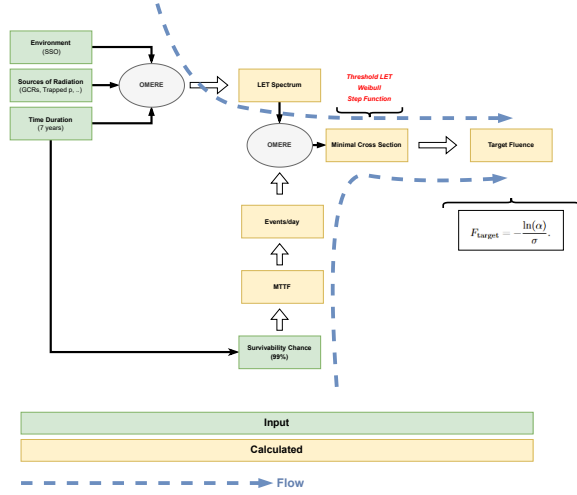 Environment
(SSO)
Sources of Radiation
(GCRs, Trapped p, ..)
Time Duration
(7 years)
OMERE
LET Spectrum
Threshold LET
Weibull
Step Function
OMERE
Minimal Cross Section
Target Fluence
Events/day
F_target = -ln(α)/σ.
MTTF
Survivability Chance
(99%)
Input
Calculated
Flow